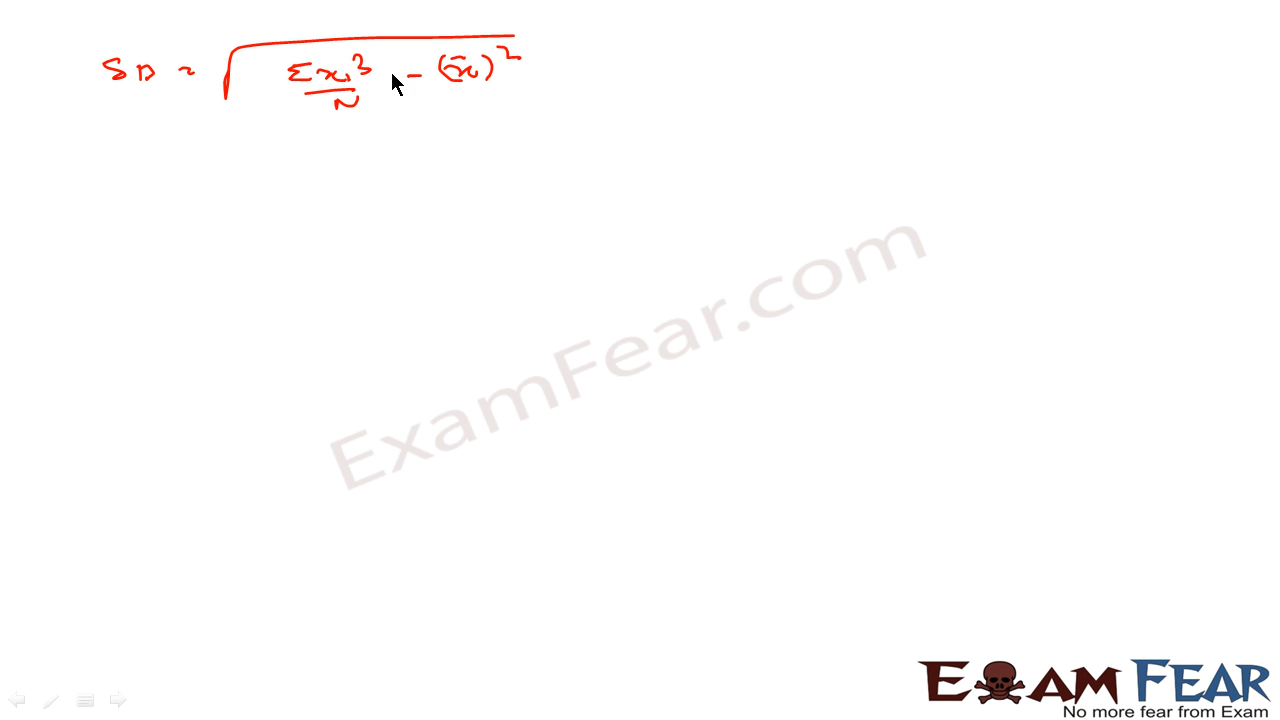 SD = √ Σxi³/N - (x̄)²
ExamFear.com
EXAM FEAR
No more fear from Exam